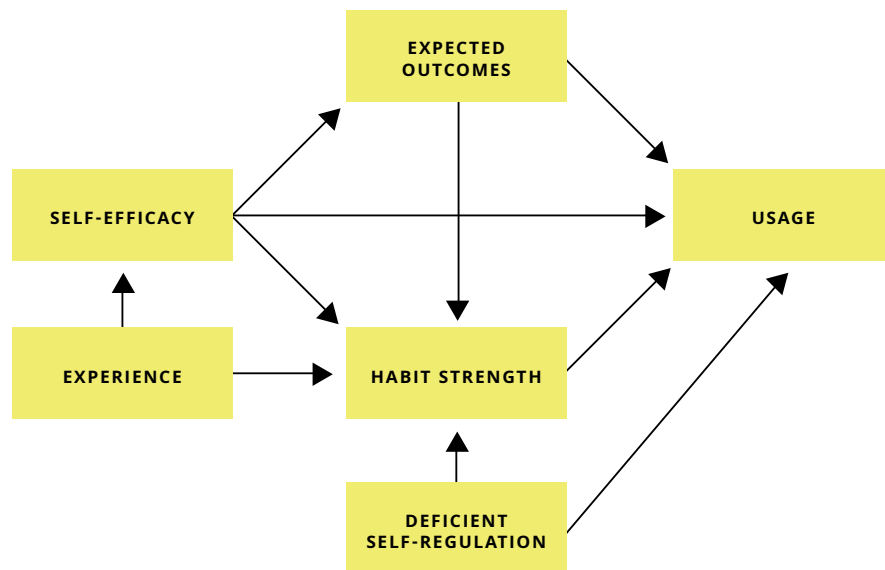 EXPECTED
OUTCOMES
SELF-EFFICACY
USAGE
EXPERIENCE
HABIT STRENGTH
DEFICIENT
SELF-REGULATION